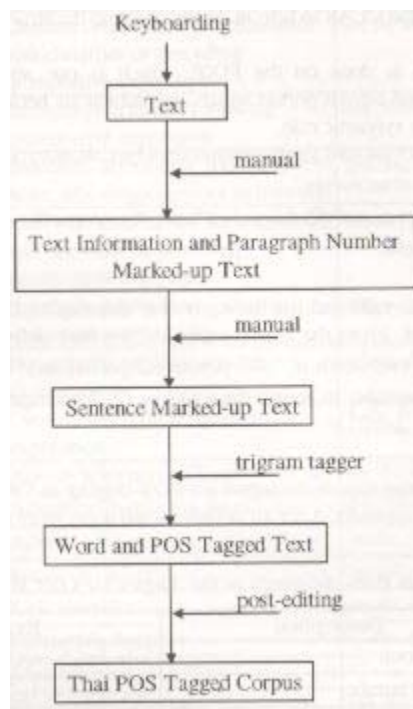 Keyboarding
Text
manual
Text Information and Paragraph Number
Marked-up Text
manual
Sentence Marked-up Text
trigram tagger
Word and POS Tagged Text
post-editing
Thai POS Tagged Corpus